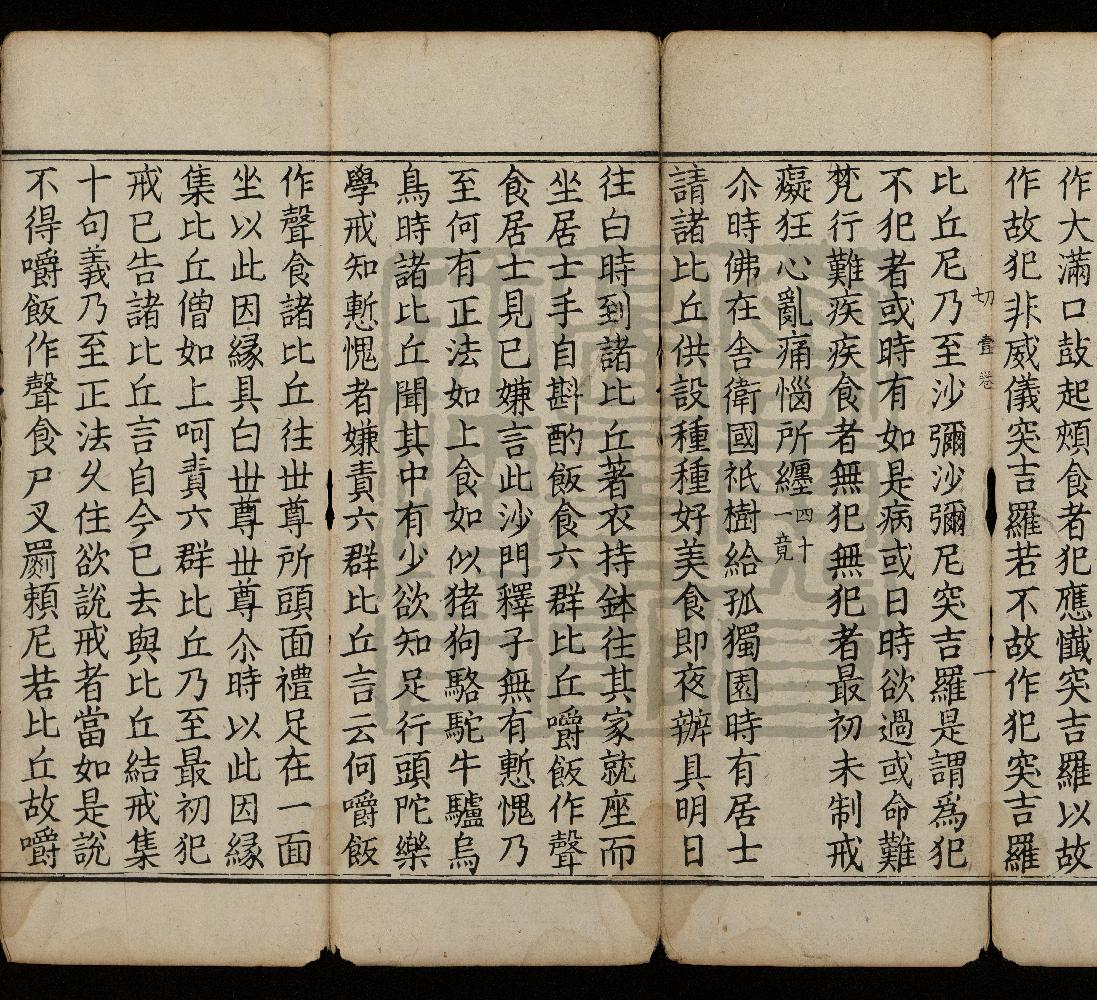 作大滿口敊起頰食者犯應懺突吉羅以故
作故犯非威儀突吉羅若不故作犯突吉羅
切 壹卷 一
比丘尼乃至沙彌沙彌尼突吉羅是謂為犯
不犯者或時有如是病或日時欲過或命難
梵行難疾疾食者無犯無犯者最初未制戒
癡狂心亂痛惱所纏四十一竟
尒時佛在舍衛國祇樹給孤獨園時有居士
請諸比丘供設種種好美食即夜辦具明日
往白時到諸比丘著衣持鉢往其家就座而
坐居士手自斟酌飯食六群比丘嚼飯作聲
食居士見已嫌言此沙門釋子無有慙愧乃
至何有正法如上食如似猪狗駱駝牛驢烏
鳥時諸比丘聞其中有少欲知足行頭陀樂
學戒知慙愧者嫌責六群比丘言云何嚼飯
作聲食諸比丘往世尊所頭面禮足在一面
坐以此因緣具白世尊世尊尒時以此因緣
集比丘僧如上呵責六群比丘乃至最初犯
戒已告諸比丘言自今已去與比丘結戒集
十句義乃至正法久住欲說戒者當如是說
不得嚼飯作聲食尸叉罽賴尼若比丘故嚼